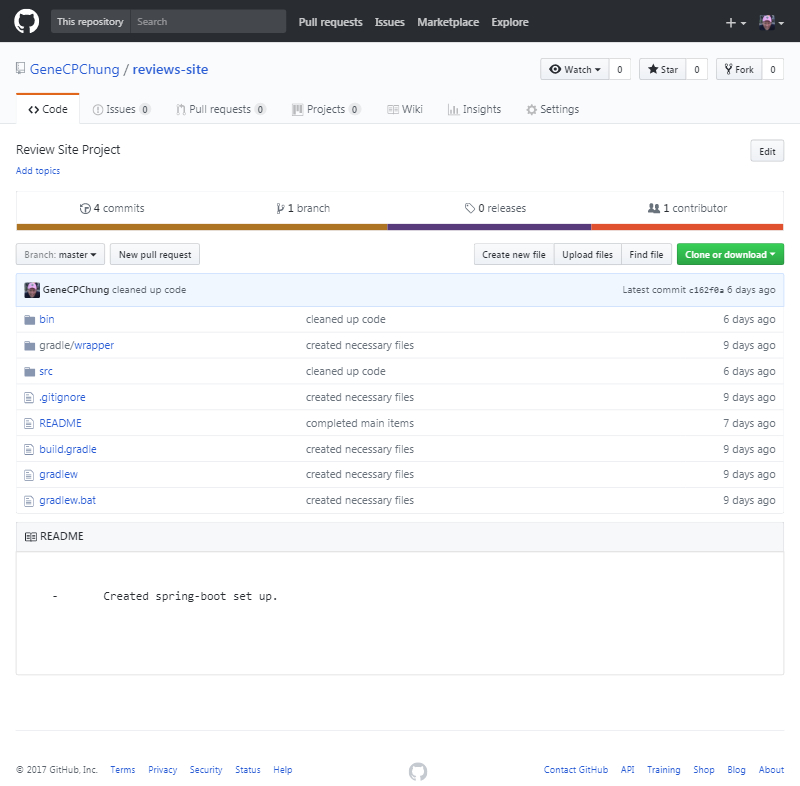 This repository Search Pull requests Issues Marketplace Explore
GeneCPChung / reviews-site Watch 0 Star 0 Fork 0
Code Issues 0 Pull requests 0 Projects 0 Wiki Insights Settings
Review Site Project Edit
Add topics
4 commits 1 branch 0 releases 1 contributor
Branch: master New pull request Create new file Upload files Find file Clone or download
GeneCPChung cleaned up code Latest commit c162f0a 6 days ago
bin cleaned up code 6 days ago
gradle/wrapper created necessary files 9 days ago
src cleaned up code 6 days ago
.gitignore created necessary files 9 days ago
README completed main items 7 days ago
build.gradle created necessary files 9 days ago
gradlew created necessary files 9 days ago
gradlew.bat created necessary files 9 days ago
README
- Created spring-boot set up.
© 2017 GitHub, Inc. Terms Privacy Security Status Help Contact GitHub API Training Shop Blog About